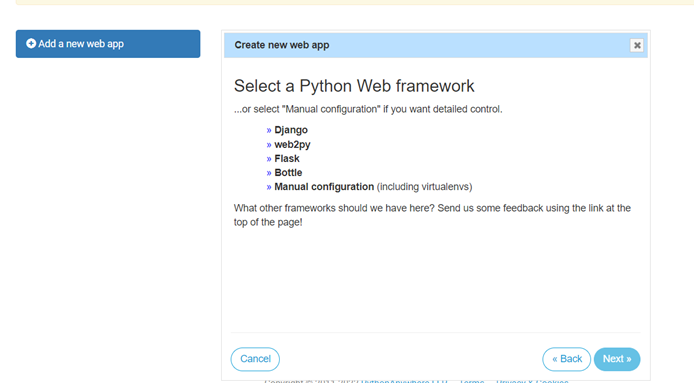 Add a new web app
Create new web app
Select a Python Web framework
...or select "Manual configuration" if you want detailed control.
» Django
» web2py
» Flask
» Bottle
» Manual configuration (including virtualenvs)
What other frameworks should we have here? Send us some feedback using the link at the
top of the page!
Cancel
« Back
Next »